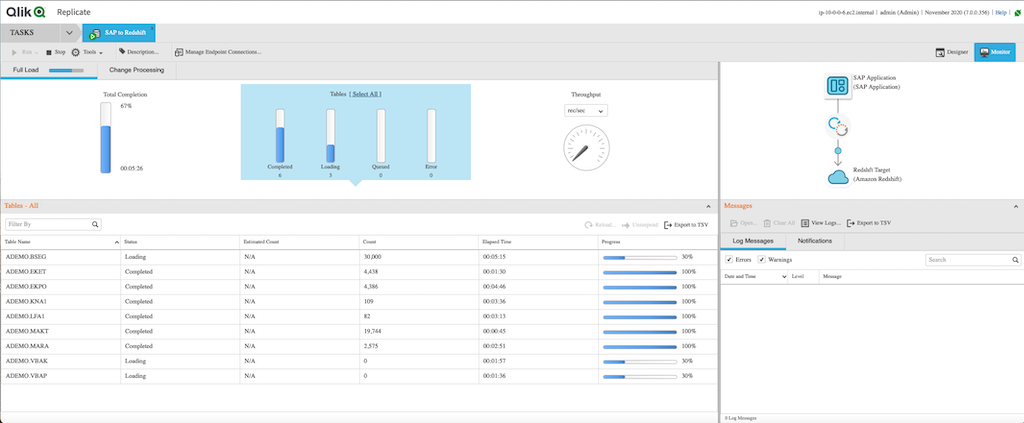 Qlik Q Replicate ip-10-0-0-6.ec2.internal | admin (Admin) | November 2020 (7.0.0.356) | Help |
TASKS SAP to Redshift
Run Stop Tools Description... Manage Endpoint Connections... Designer Monitor
Full Load Change Processing
Total Completion
67%
00:05:26
Tables [ Select All ]
Completed Loading Queued Error
6 3 0 0
Throughput
rec/sec
SAP Application
(SAP Application)
Redshift Target
(Amazon Redshift)
Tables - All
Filter By Reload... Unsuspend Export to TSV
Table Name Status Estimated Count Count Elapsed Time Progress
ADEMO.BSEG Loading N/A 30,000 00:05:15 30%
ADEMO.EKET Completed N/A 4,438 00:01:30 100%
ADEMO.EKPO Completed N/A 4,386 00:04:46 100%
ADEMO.KNA1 Completed N/A 109 00:03:36 100%
ADEMO.LFA1 Completed N/A 82 00:03:13 100%
ADEMO.MAKT Completed N/A 19,744 00:00:45 100%
ADEMO.MARA Completed N/A 2,575 00:02:51 100%
ADEMO.VBAK Loading N/A 0 00:01:57 30%
ADEMO.VBAP Loading N/A 0 00:01:36 30%
Messages
Open... Clear All View Logs... Export to TSV
Log Messages Notifications
Errors Warnings Search
Date and Time Level Message
0 Log Messages